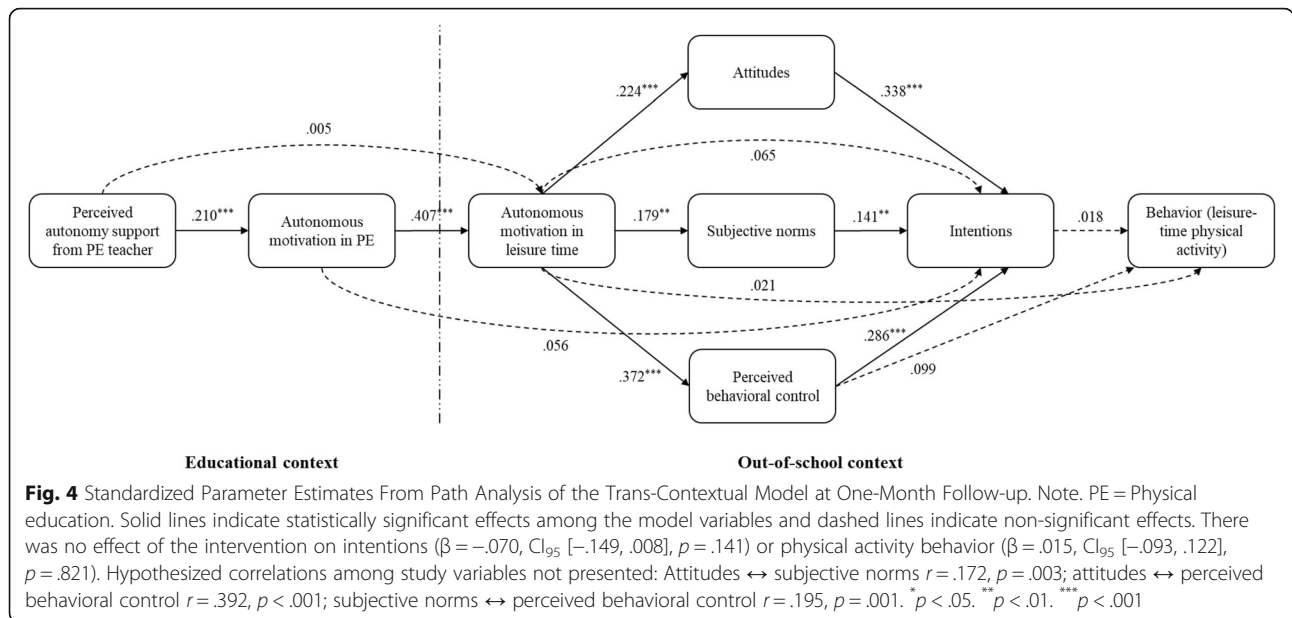 Attitudes
.224***
.338***
.005
.065
Perceived
autonomy support
from PE teacher
.210***
Autonomous
motivation in PE
.407***
Autonomous
motivation in
leisure time
.179**
Subjective norms
.141**
Intentions
.018
Behavior (leisure-
time physical
activity)
.021
.056
.372***
.286***
.099
Perceived
behavioral control
Educational context
Out-of-school context
Fig. 4 Standardized Parameter Estimates From Path Analysis of the Trans-Contextual Model at One-Month Follow-up. Note. PE = Physical
education. Solid lines indicate statistically significant effects among the model variables and dashed lines indicate non-significant effects. There
was no effect of the intervention on intentions (β = −.070, CI₉₅ [−.149, .008], p = .141) or physical activity behavior (β = .015, CI₉₅ [−.093, .122],
p = .821). Hypothesized correlations among study variables not presented: Attitudes ↔ subjective norms r = .172, p = .003; attitudes ↔ perceived
behavioral control r = .392, p < .001; subjective norms ↔ perceived behavioral control r = .195, p = .001. *p < .05. **p < .01. ***p < .001